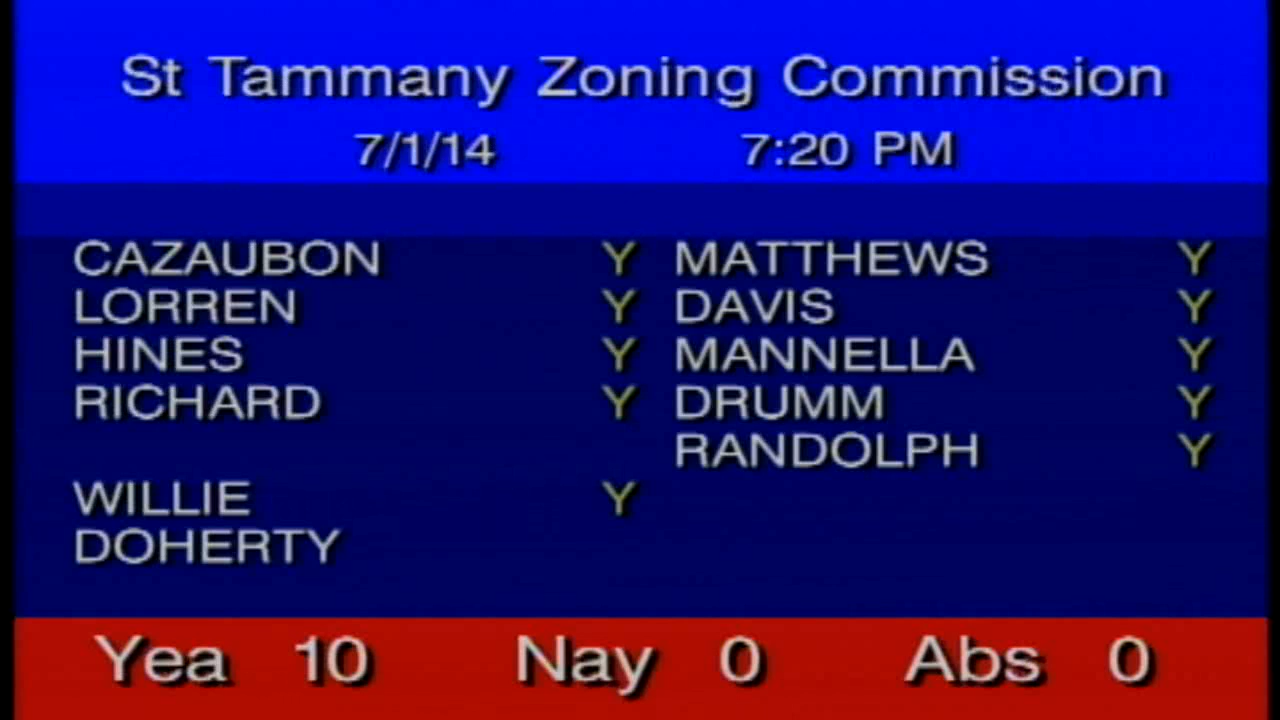 St Tammany Zoning Commission
7/1/14 7:20 PM
CAZAUBON Y MATTHEWS Y
LORREN Y DAVIS Y
HINES Y MANNELLA Y
RICHARD Y DRUMM Y
RANDOLPH Y
WILLIE Y
DOHERTY
Yea 10 Nay 0 Abs 0